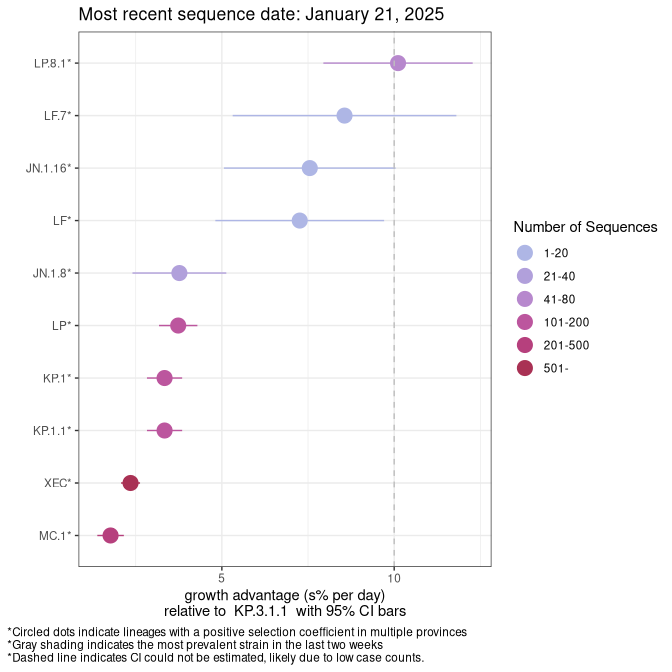 Most recent sequence date: January 21, 2025
LP.8.1*
LF.7*
JN.1.16*
LF*
JN.1.8*
LP*
KP.1*
KP.1.1*
XEC*
MC.1*
5 10
growth advantage (s% per day)
relative to KP.3.1.1 with 95% CI bars
Number of Sequences
1-20
21-40
41-80
101-200
201-500
501-
*Circled dots indicate lineages with a positive selection coefficient in multiple provinces
*Gray shading indicates the most prevalent strain in the last two weeks
*Dashed line indicates CI could not be estimated, likely due to low case counts.